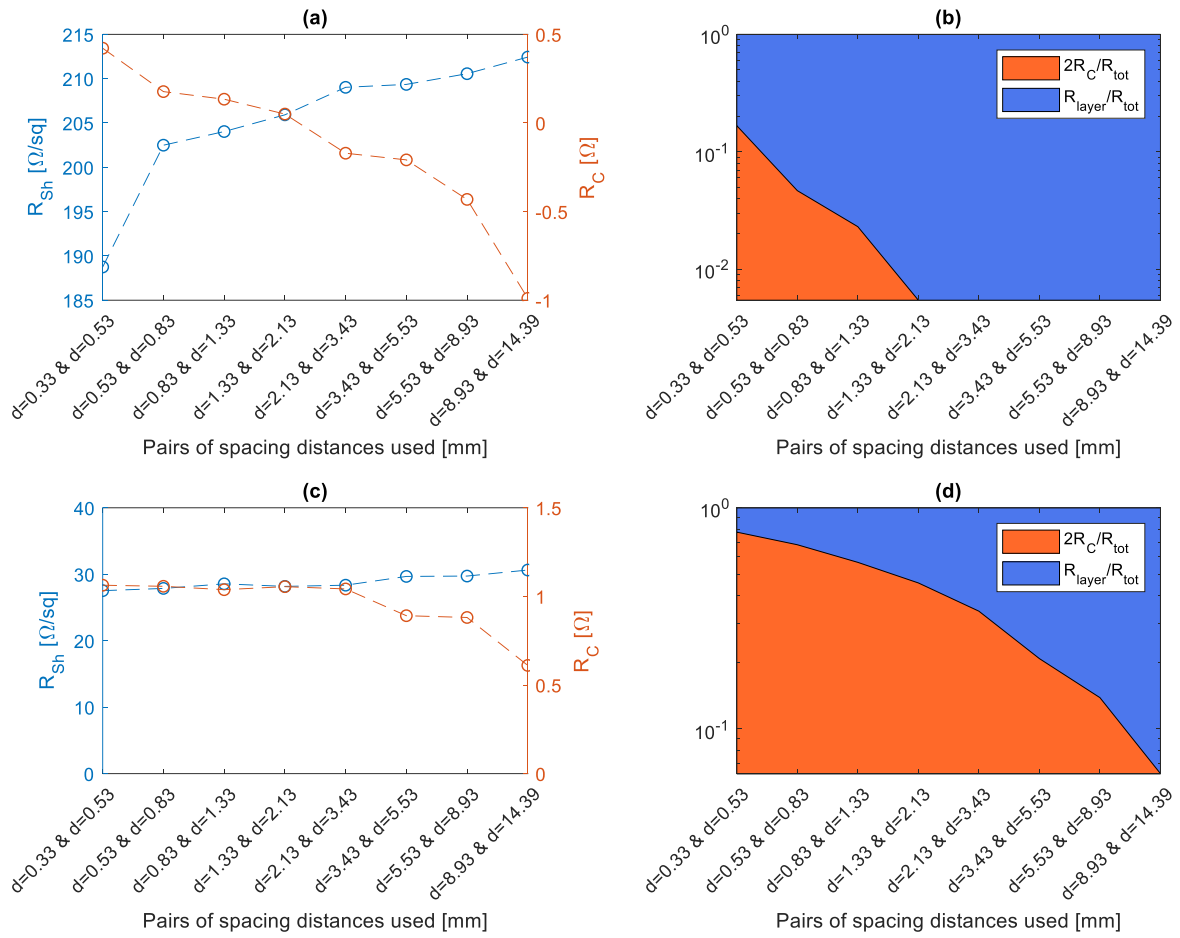 (a)
215
210
205
200
195
190
185
R_Sh [Ω/sq]
0.5
0
-0.5
-1
R_C [Ω]
d=0.33 & d=0.53
d=0.53 & d=0.83
d=0.83 & d=1.33
d=1.33 & d=2.13
d=2.13 & d=3.43
d=3.43 & d=5.53
d=5.53 & d=8.93
d=8.93 & d=14.39
Pairs of spacing distances used [mm]
(b)
10^0
10^-1
10^-2
2R_C/R_tot
R_layer/R_tot
d=0.33 & d=0.53
d=0.53 & d=0.83
d=0.83 & d=1.33
d=1.33 & d=2.13
d=2.13 & d=3.43
d=3.43 & d=5.53
d=5.53 & d=8.93
d=8.93 & d=14.39
Pairs of spacing distances used [mm]
(c)
40
30
20
10
0
R_Sh [Ω/sq]
1.5
1
0.5
0
R_C [Ω]
d=0.33 & d=0.53
d=0.53 & d=0.83
d=0.83 & d=1.33
d=1.33 & d=2.13
d=2.13 & d=3.43
d=3.43 & d=5.53
d=5.53 & d=8.93
d=8.93 & d=14.39
Pairs of spacing distances used [mm]
(d)
10^0
10^-1
2R_C/R_tot
R_layer/R_tot
d=0.33 & d=0.53
d=0.53 & d=0.83
d=0.83 & d=1.33
d=1.33 & d=2.13
d=2.13 & d=3.43
d=3.43 & d=5.53
d=5.53 & d=8.93
d=8.93 & d=14.39
Pairs of spacing distances used [mm]